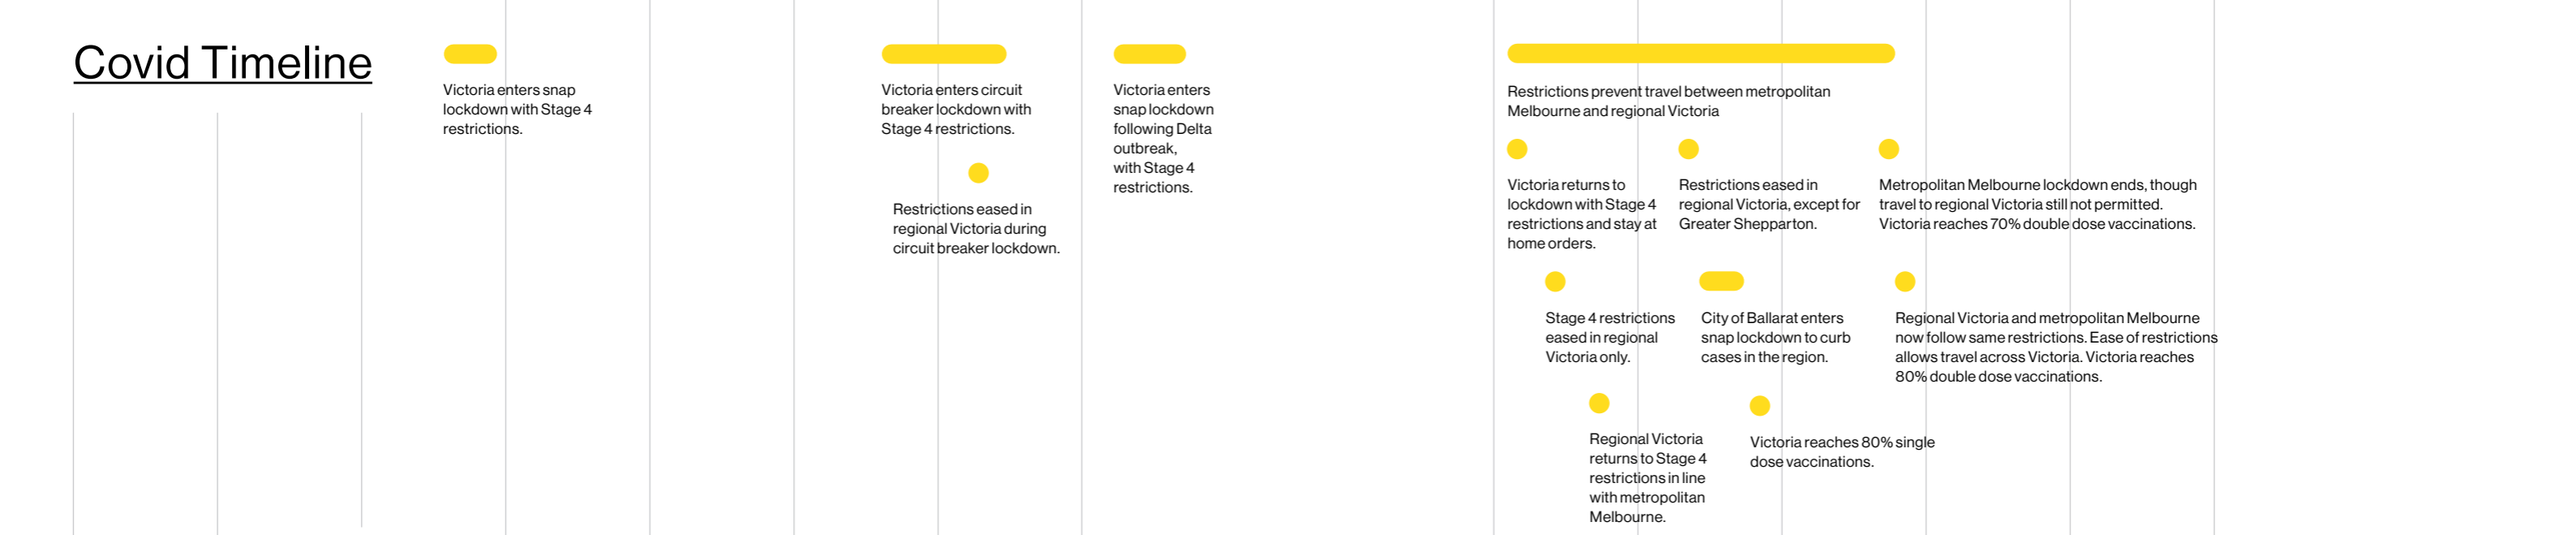 Covid Timeline
Victoria enters snap
lockdown with Stage 4
restrictions.
Victoria enters circuit
breaker lockdown with
Stage 4 restrictions.
Restrictions eased in
regional Victoria during
circuit breaker lockdown.
Victoria enters
snap lockdown
following Delta
outbreak,
with Stage 4
restrictions.
Restrictions prevent travel between metropolitan
Melbourne and regional Victoria
Victoria returns to
lockdown with Stage 4
restrictions and stay at
home orders.
Restrictions eased in
regional Victoria, except for
Greater Shepparton.
Metropolitan Melbourne lockdown ends, though
travel to regional Victoria still not permitted.
Victoria reaches 70% double dose vaccinations.
Stage 4 restrictions
eased in regional
Victoria only.
City of Ballarat enters
snap lockdown to curb
cases in the region.
Regional Victoria and metropolitan Melbourne
now follow same restrictions. Ease of restrictions
allows travel across Victoria. Victoria reaches
80% double dose vaccinations.
Regional Victoria
returns to Stage 4
restrictions in line
with metropolitan
Melbourne.
Victoria reaches 80% single
dose vaccinations.